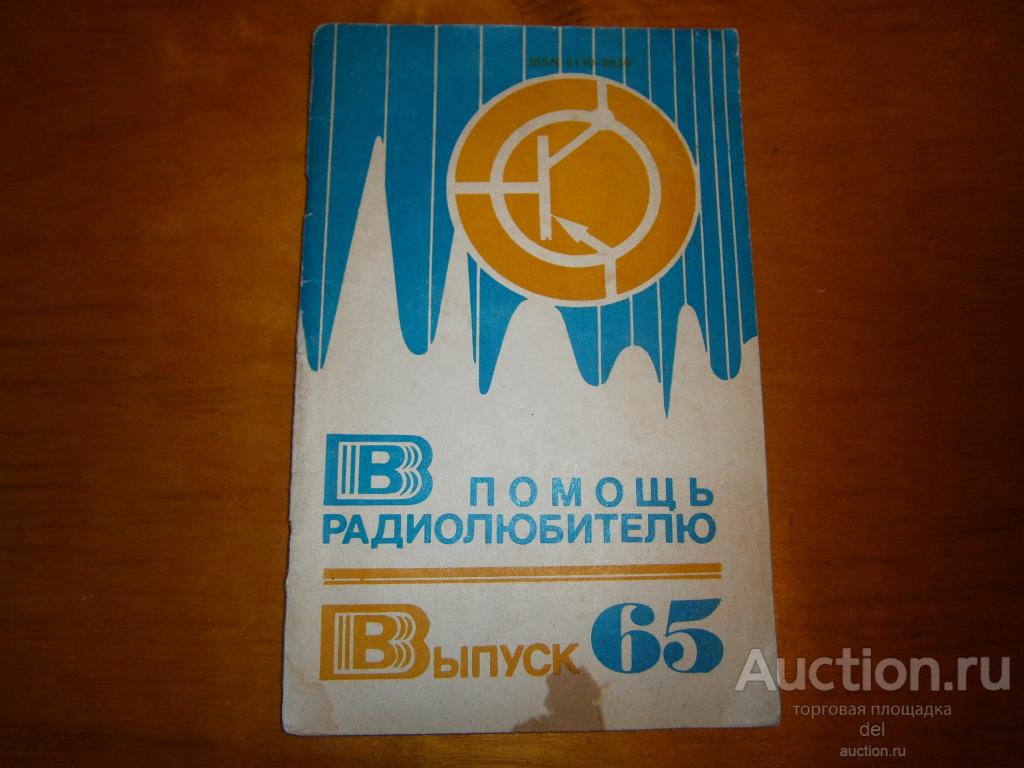 ISSN 0130-0830
В ПОМОЩЬ
РАДИОЛЮБИТЕЛЮ
Выпуск 65
Auction.ru
торговая площадка
del
auction.ru